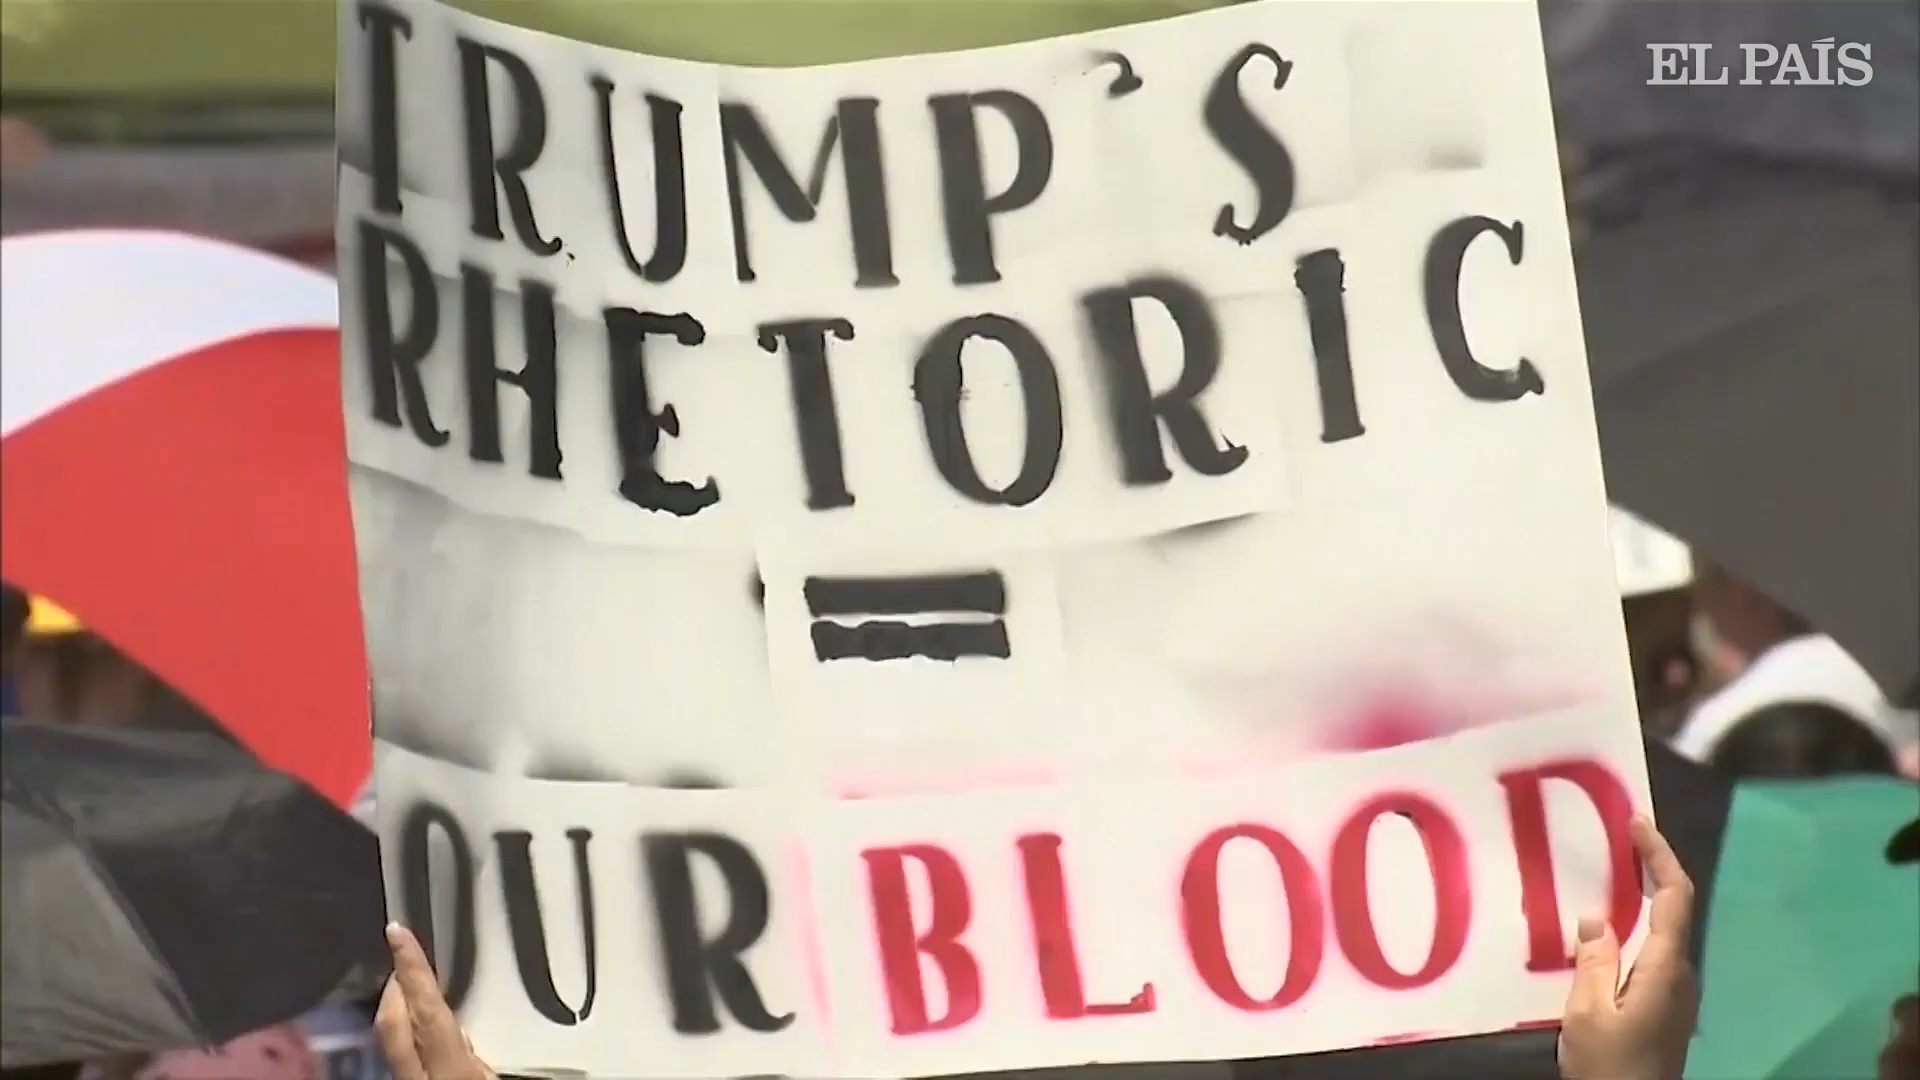 EL PAÍS
TRUMP'S
RHETORIC
=
OUR BLOOD